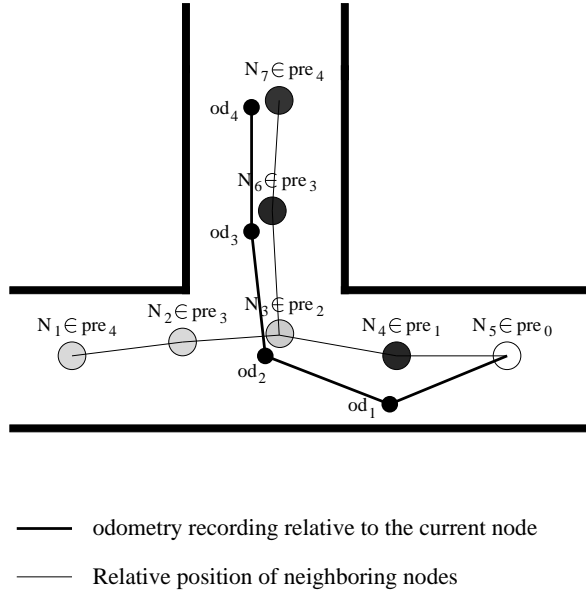 N7 ∈ pre4
od4
N6 ∈ pre3
od3
N1 ∈ pre4
N2 ∈ pre3
N3 ∈ pre2
N4 ∈ pre1
N5 ∈ pre0
od2
od1
odometry recording relative to the current node
Relative position of neighboring nodes